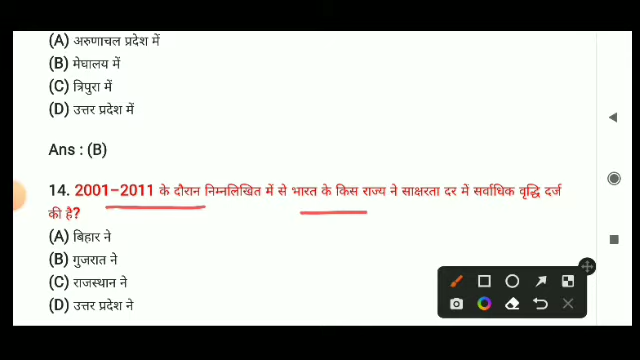 (A) अरुणाचल प्रदेश में
(B) मेघालय में
(C) त्रिपुरा में
(D) उत्तर प्रदेश में
Ans : (B)
14. 2001–2011 के दौरान निम्नलिखित में से भारत के किस राज्य ने साक्षरता दर में सर्वाधिक वृद्धि दर्ज
की है?
(A) बिहार ने
(B) गुजरात ने
(C) राजस्थान ने
(D) उत्तर प्रदेश ने